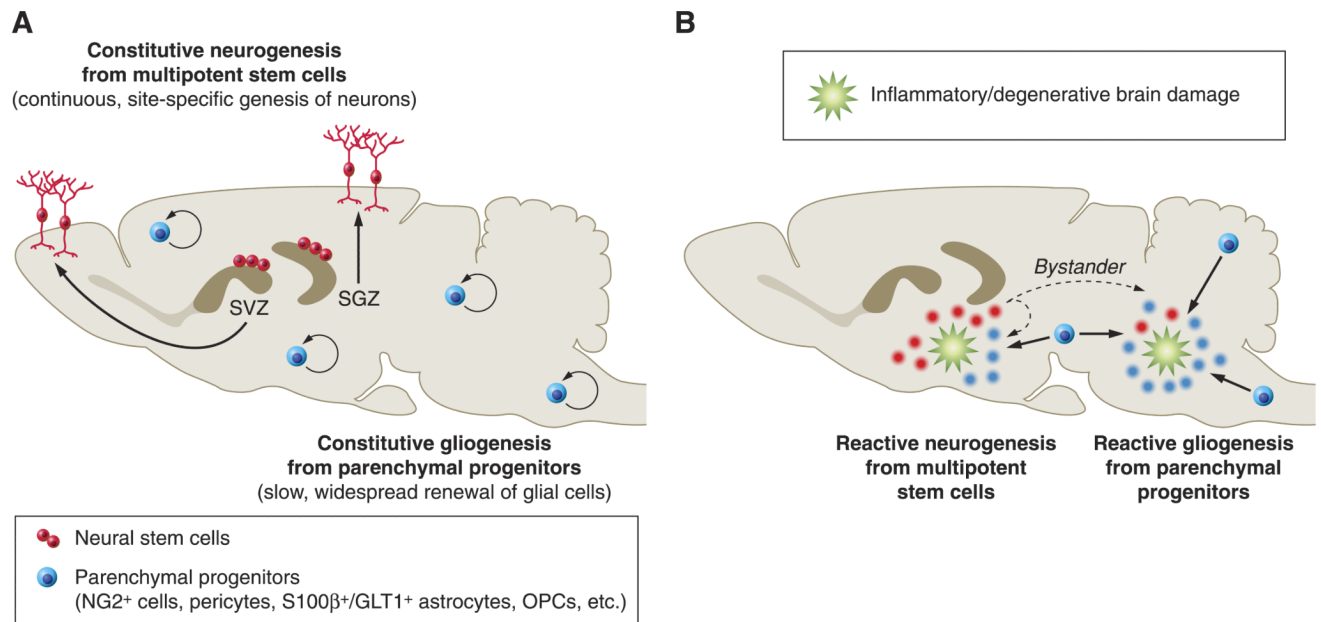 A
Constitutive neurogenesis
from multipotent stem cells
(continuous, site-specific genesis of neurons)
SVZ
SGZ
Constitutive gliogenesis
from parenchymal progenitors
(slow, widespread renewal of glial cells)
Neural stem cells
Parenchymal progenitors
(NG2⁺ cells, pericytes, S100β⁺/GLT1⁺ astrocytes, OPCs, etc.)
B
Inflammatory/degenerative brain damage
Bystander
Reactive neurogenesis
from multipotent
stem cells
Reactive gliogenesis
from parenchymal
progenitors